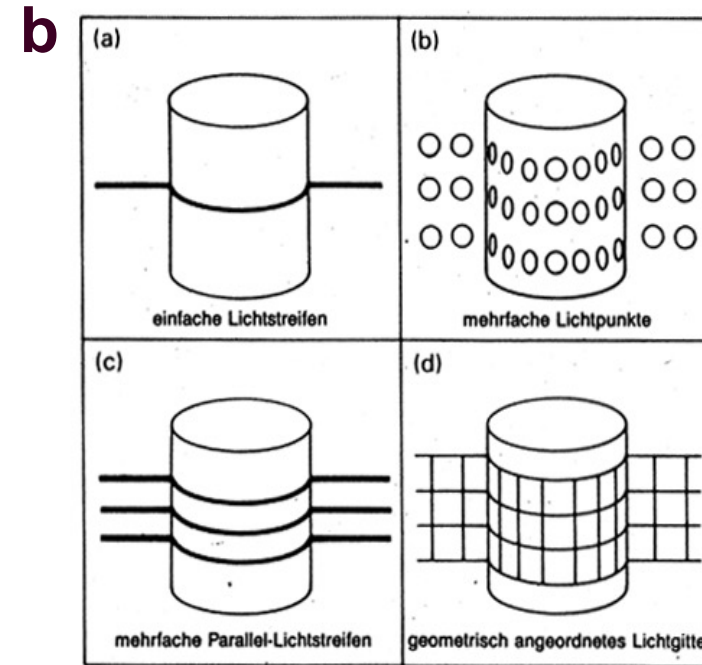 b
(a)
(b)
einfache Lichtstreifen
mehrfache Lichtpunkte
(c)
(d)
mehrfache Parallel-Lichtstreifen
geometrisch angeordnetes Lichtgitte